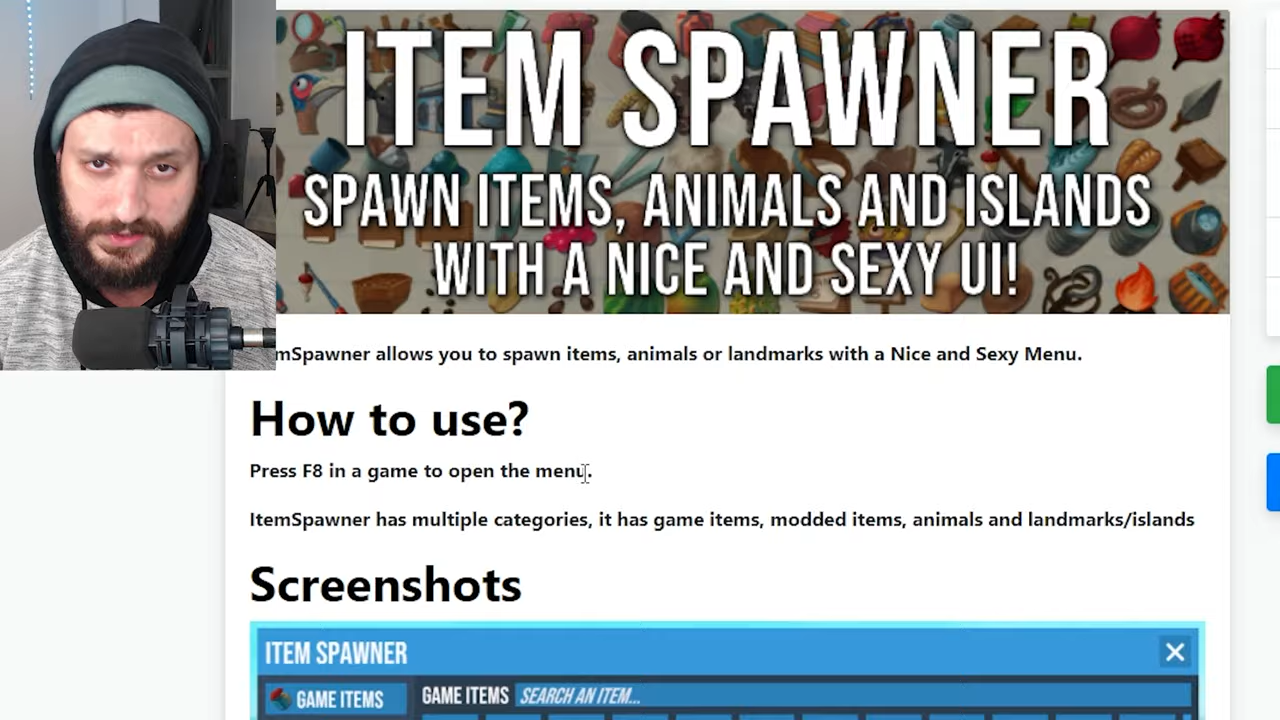 ITEM SPAWNER
SPAWN ITEMS, ANIMALS AND ISLANDS
WITH A NICE AND SEXY UI!
mSpawner allows you to spawn items, animals or landmarks with a Nice and Sexy Menu.
How to use?
Press F8 in a game to open the menu.
ItemSpawner has multiple categories, it has game items, modded items, animals and landmarks/islands
Screenshots
ITEM SPAWNER
GAME ITEMS
GAME ITEMS SEARCH AN ITEM...